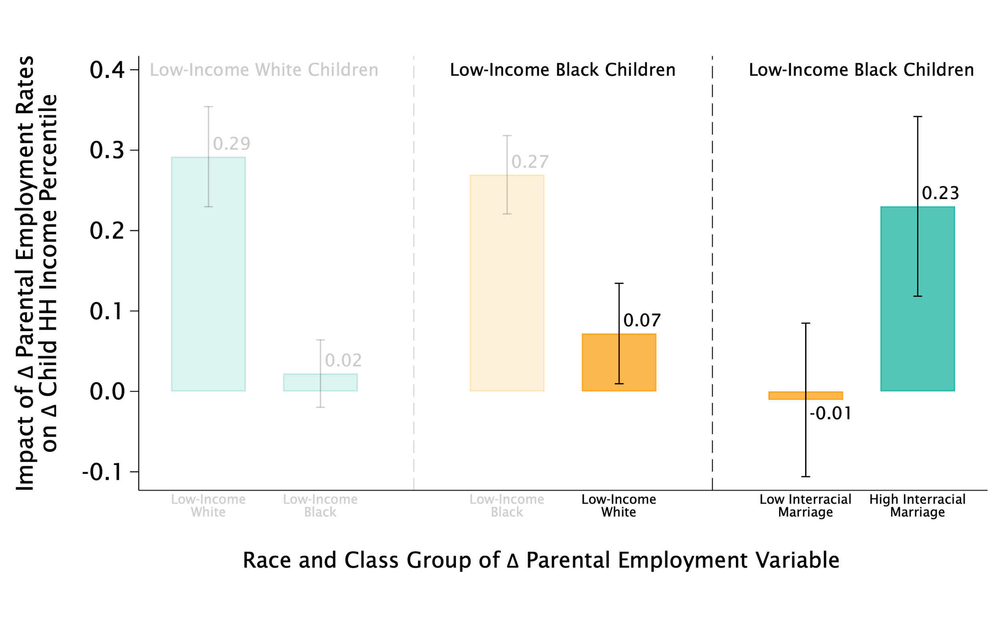 Impact of Δ Parental Employment Rates
on Δ Child HH Income Percentile
0.4
0.3
0.2
0.1
0.0
-0.1
Low-Income White Children
0.29
0.02
Low-Income
White
Low-Income
Black
Low-Income Black Children
0.27
0.07
Low-Income
Black
Low-Income
White
Low-Income Black Children
-0.01
0.23
Low Interracial
Marriage
High Interracial
Marriage
Race and Class Group of Δ Parental Employment Variable